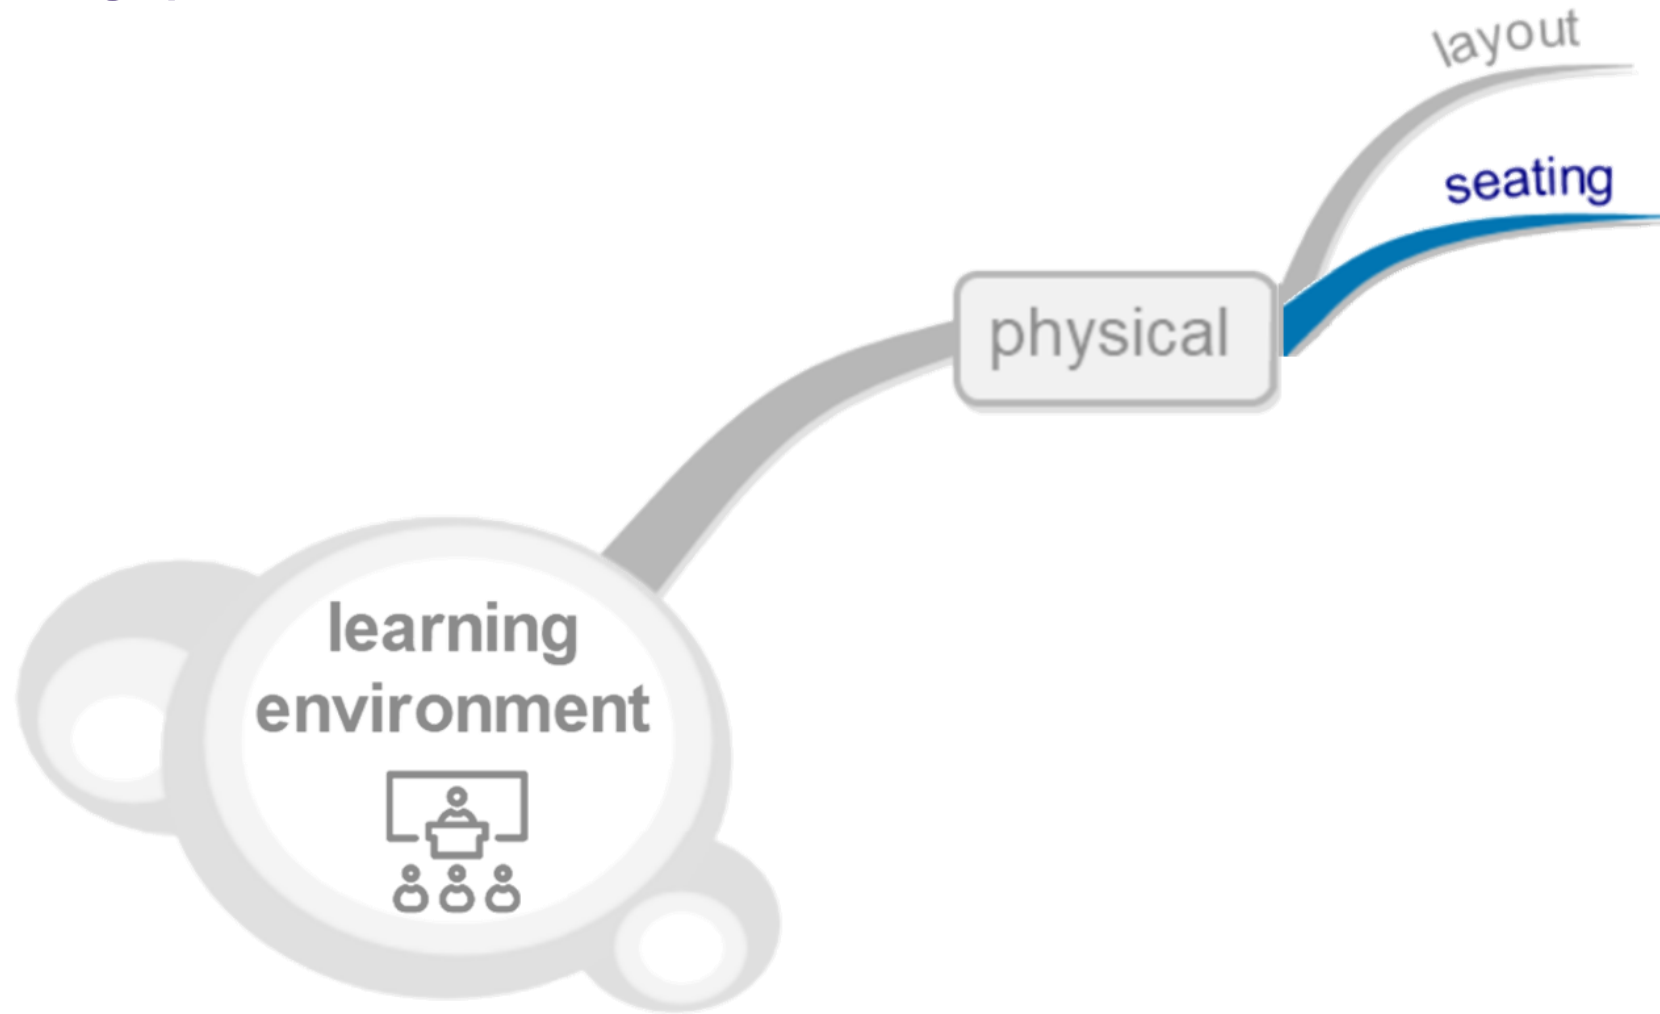 layout
seating
physical
learning
environment